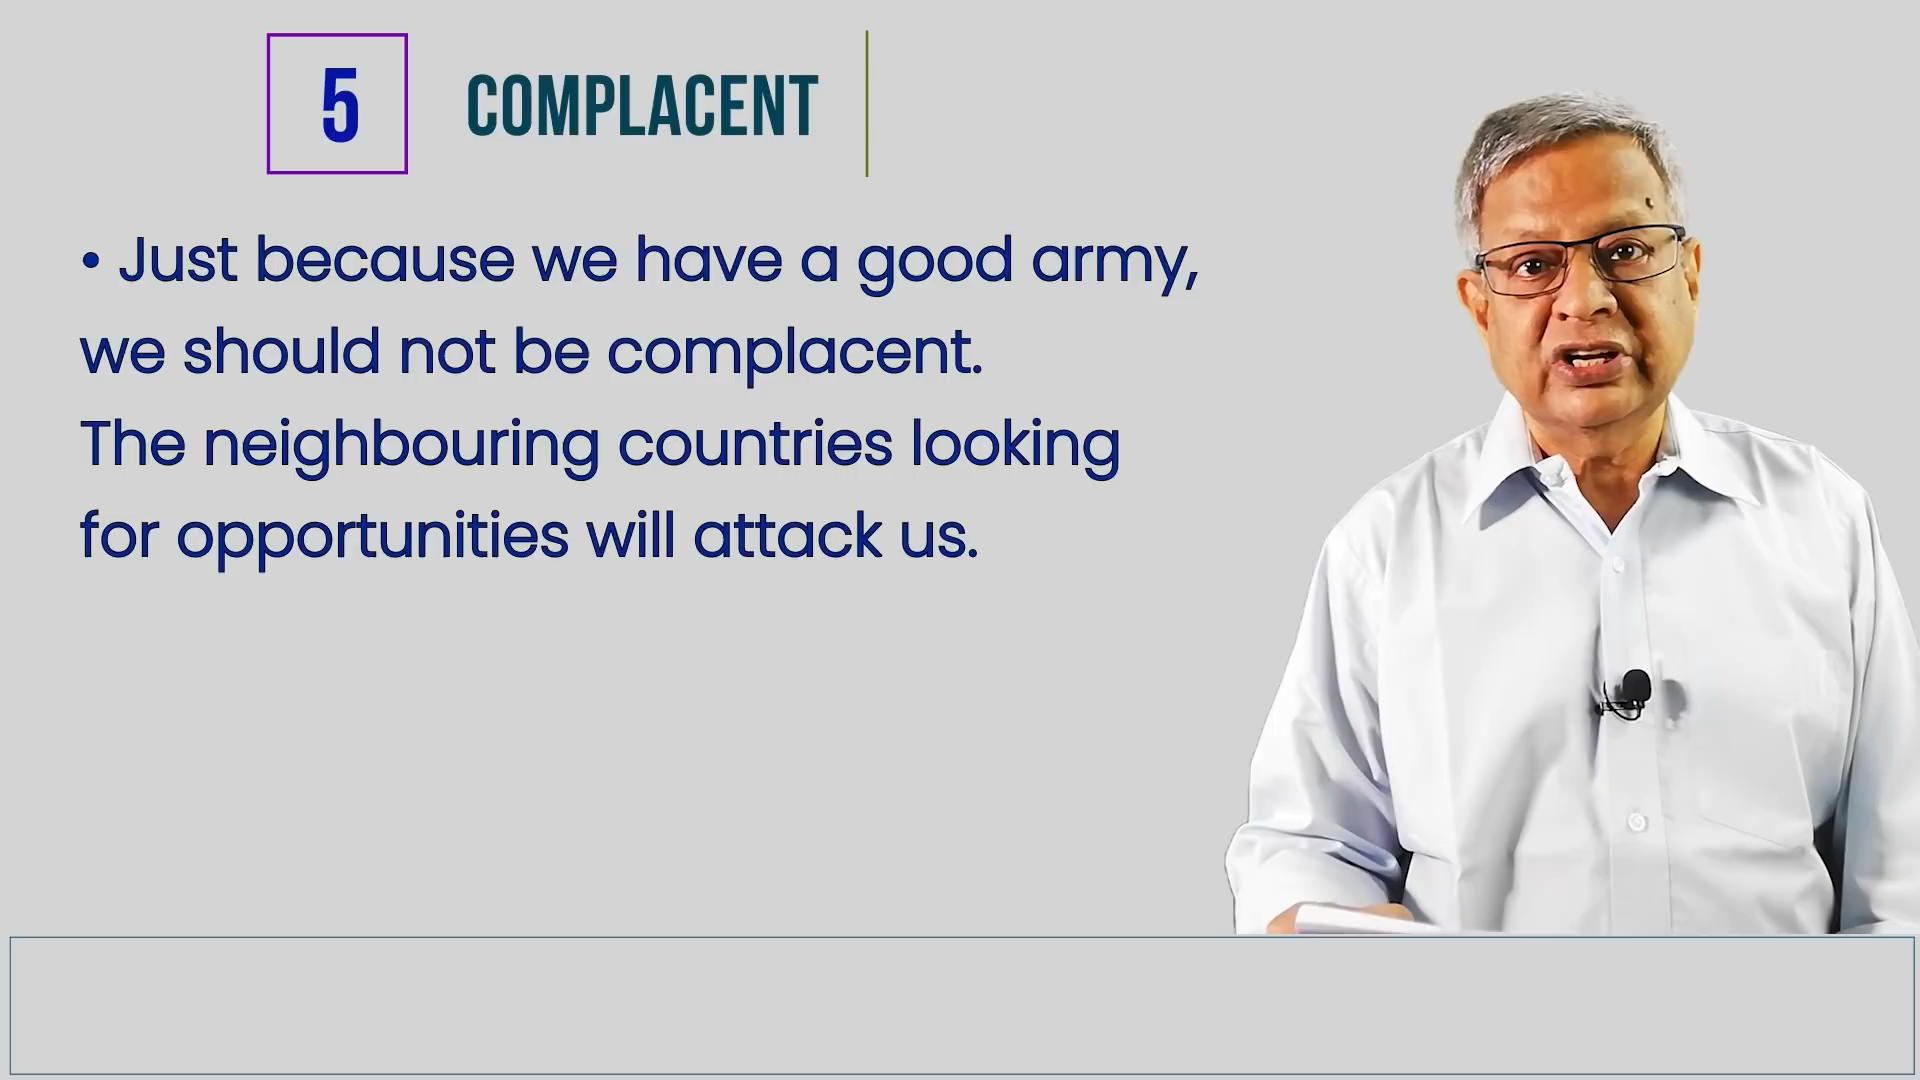 5 COMPLACENT
• Just because we have a good army,
we should not be complacent.
The neighbouring countries looking
for opportunities will attack us.